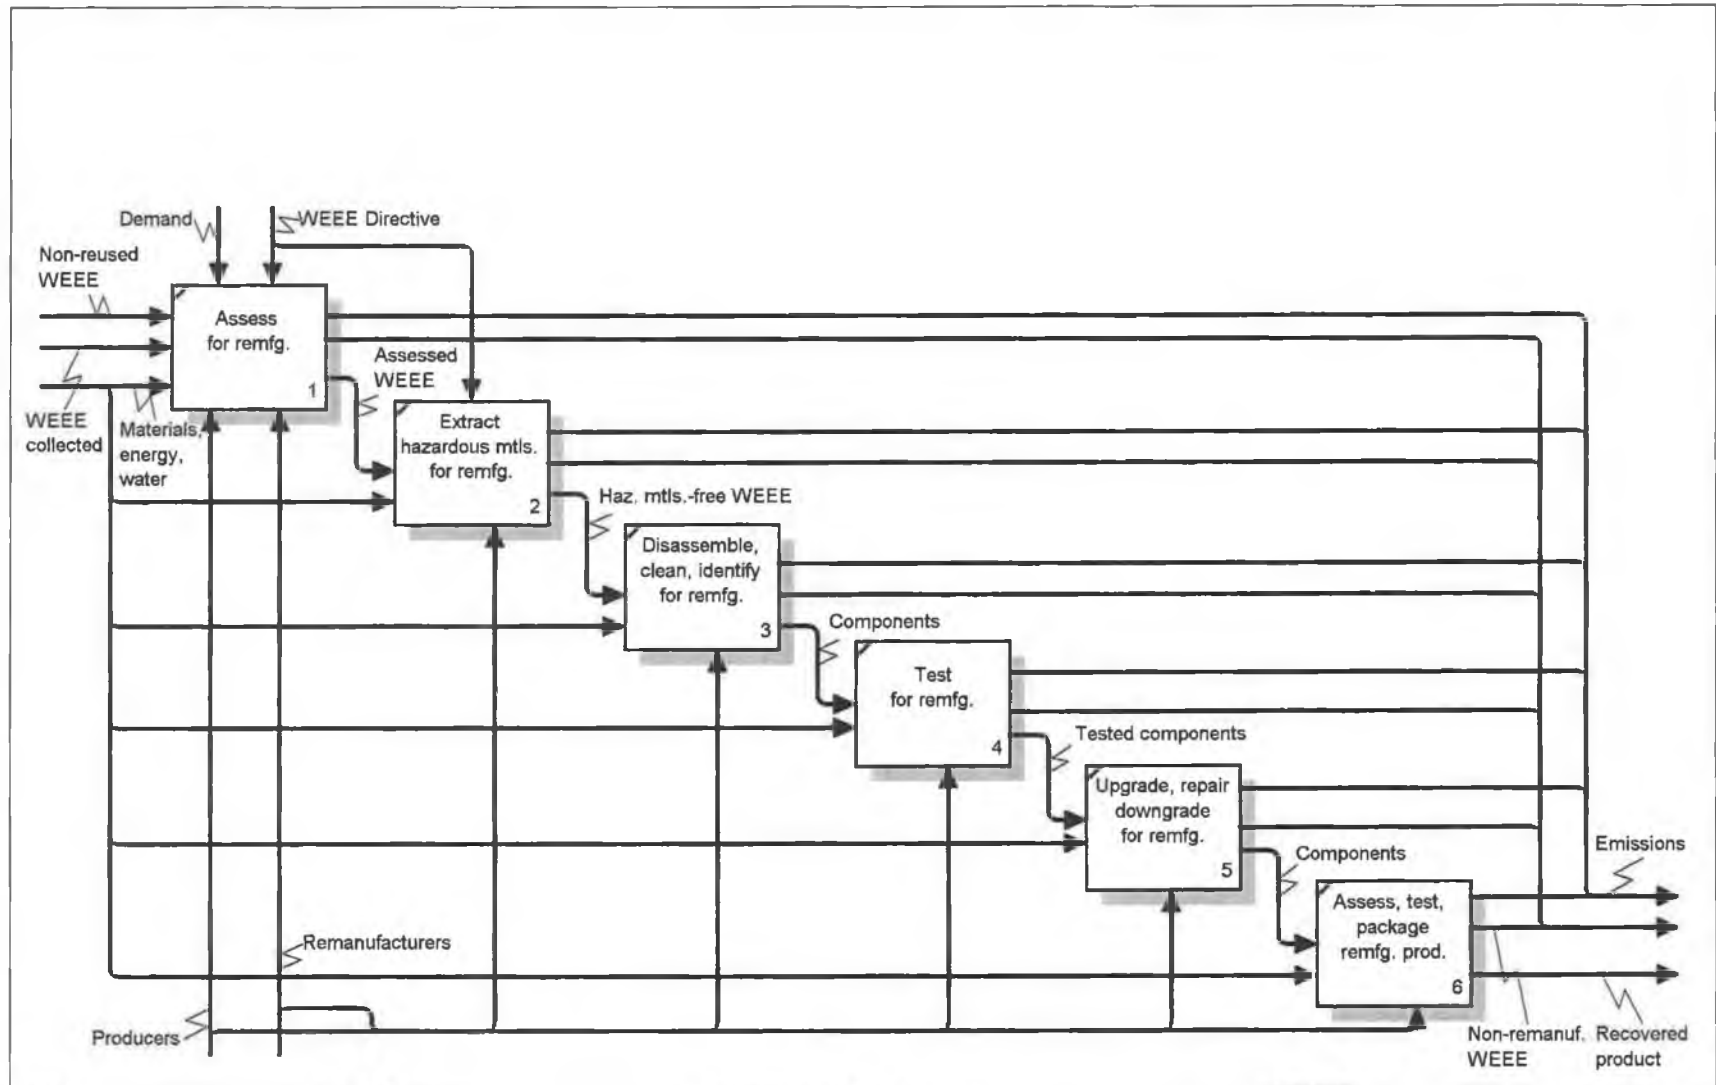 Demand
WEEE Directive
Non-reused
WEEE
Assess
for remfg.
1
Assessed
WEEE
WEEE
collected
Materials,
energy,
water
Extract
hazardous mtls.
for remfg.
2
Haz. mtls.-free WEEE
Disassemble,
clean, identify
for remfg.
3
Components
Test
for remfg.
4
Tested components
Upgrade, repair
downgrade
for remfg.
5
Components
Emissions
Assess, test,
package
remfg. prod.
6
Remanufacturers
Producers
Non-remanuf.
WEEE
Recovered
product